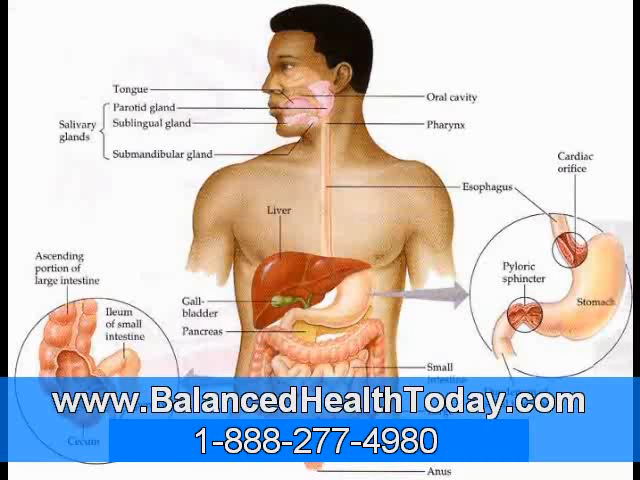 Tongue
Parotid gland
Sublingual gland
Salivary
glands
Submandibular gland
Oral cavity
Pharynx
Cardiac
orifice
Esophagus
Liver
Ascending
portion of
large intestine
Pyloric
sphincter
Ileum
of small
intestine
Gall-
bladder
Stomach
Pancreas
Small
intestine
www.BalancedHealthToday.com
Cecum
1-888-277-4980
Anus